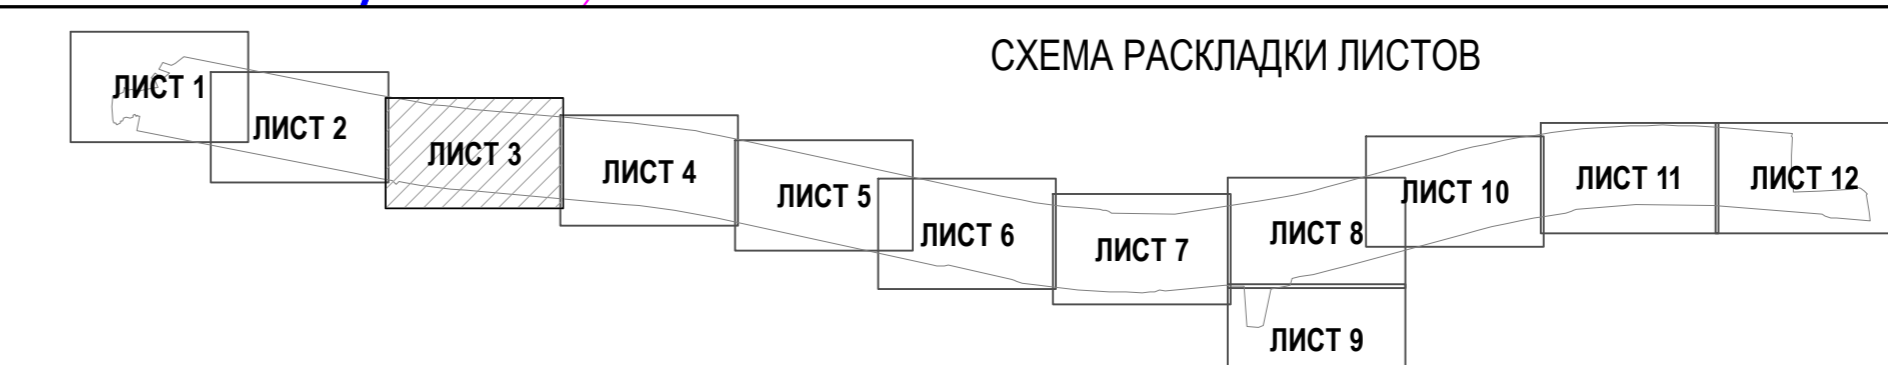 СХЕМА РАСКЛАДКИ ЛИСТОВ
ЛИСТ 1
ЛИСТ 2
ЛИСТ 3
ЛИСТ 4
ЛИСТ 5
ЛИСТ 6
ЛИСТ 7
ЛИСТ 8
ЛИСТ 9
ЛИСТ 10
ЛИСТ 11
ЛИСТ 12